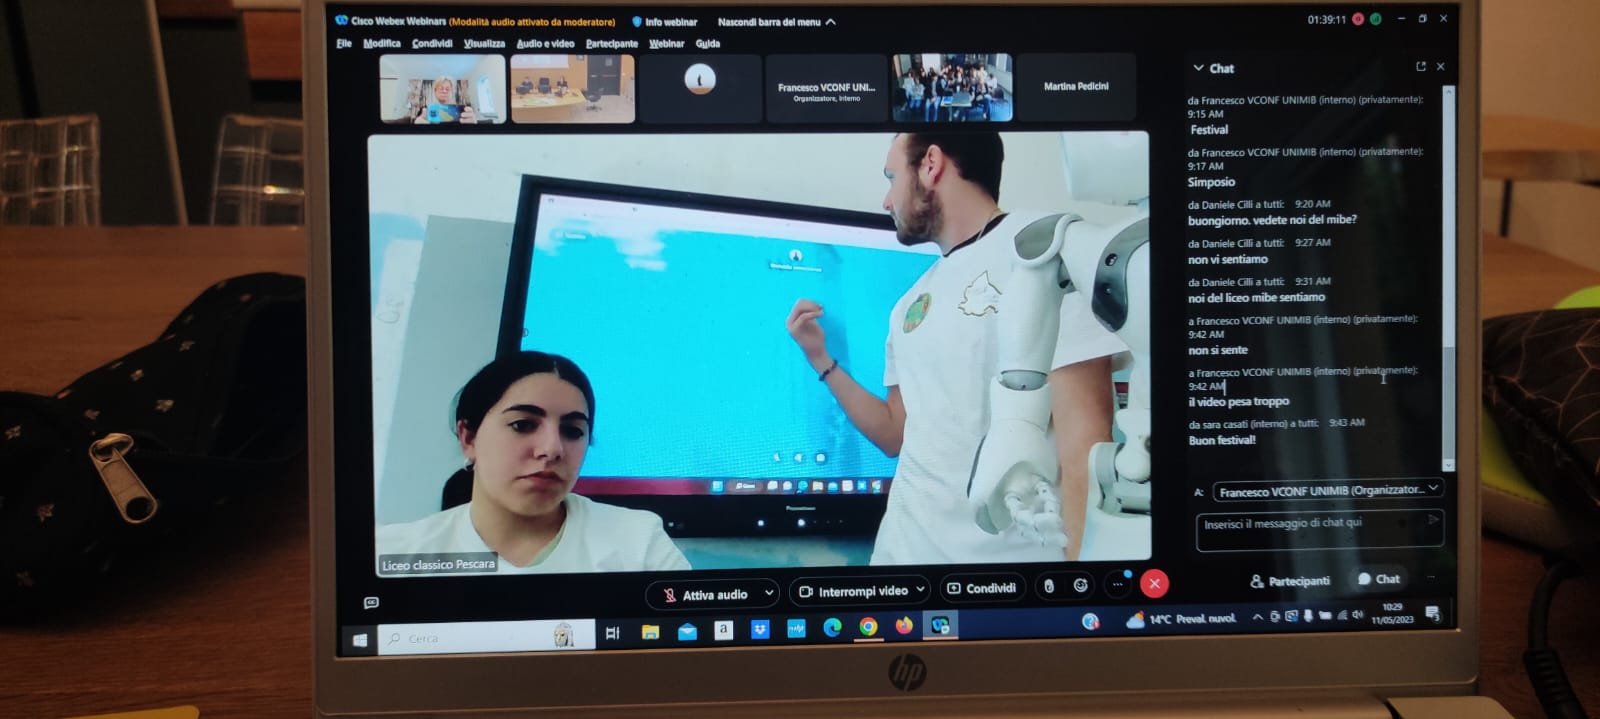 Cisco Webex Webinars (Modalità audio attivato da moderatore)
Info webinar
Nascondi barra del menu
01:39:11
File Modifica Condividi Visualizza Audio e video Partecipante Webinar Guida
Francesco VCONF UNI...
Organizzatore, interno
Martina Pedicini
Chat
da Francesco VCONF UNIMIB (interno) (privatamente):
9:15 AM
Festival
da Francesco VCONF UNIMIB (interno) (privatamente):
9:17 AM
Simposio
da Daniele Cilli a tutti: 9:20 AM
buongiorno. vedete noi del mibe?
da Daniele Cilli a tutti: 9:27 AM
non vi sentiamo
da Daniele Cilli a tutti: 9:31 AM
noi del liceo mibe sentiamo
a Francesco VCONF UNIMIB (interno) (privatamente):
9:42 AM
non si sente
a Francesco VCONF UNIMIB (interno) (privatamente):
9:42 AM
il video pesa troppo
da sara casati (interno) a tutti: 9:43 AM
Buon festival!
A: Francesco VCONF UNIMIB (Organizzator...
Inserisci il messaggio di chat qui
Liceo classico Pescara
Attiva audio
Interrompi video
Condividi
Partecipanti
Chat
Cerca
a
14°C Preval. nuvol.
10:29
11/05/2023
3
hp